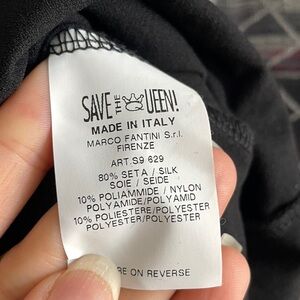 SAVE THE QUEEN!
MADE IN ITALY
MARCO FANTINI S.r.l.
FIRENZE
ART.S9 629
80% SETA / SILK
SOIE / SEIDE
10% POLIAMMIDE / NYLON
POLYAMIDE/POLYAMID
10% POLIESTERE/POLYESTER
POLYESTER/POLYESTER
RE ON REVERSE